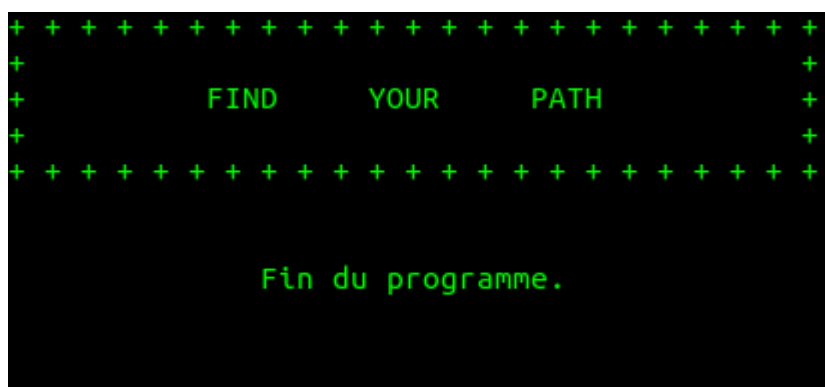 + + + + + + + + + + + + + + + + + + + + + + +
+ +
+ FIND YOUR PATH +
+ +
+ + + + + + + + + + + + + + + + + + + + + + +
Fin du programme.